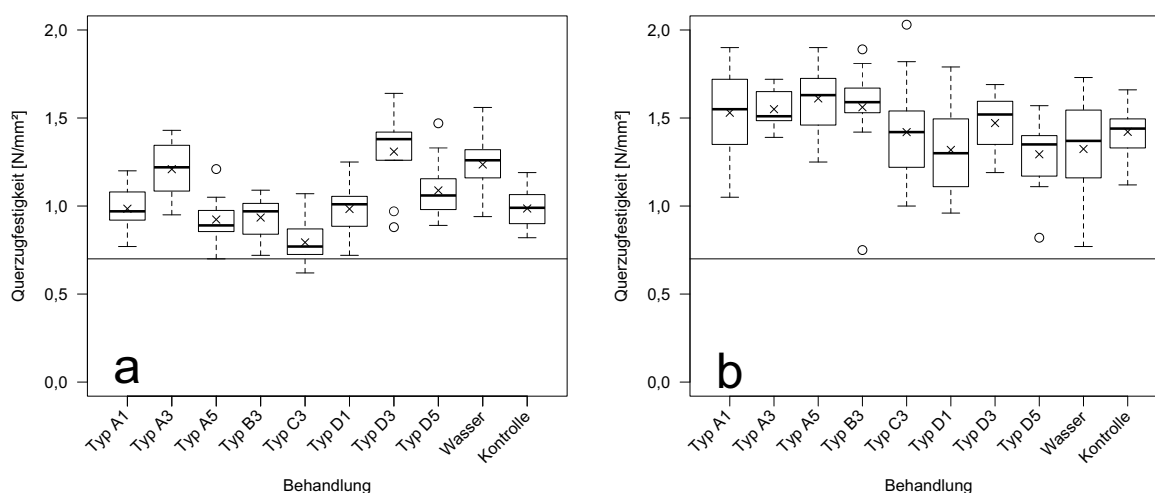 Querzugfestigkeit [N/mm²]
2,0
1,5
1,0
0,5
0,0
a
Typ A1
Typ A3
Typ A5
Typ B3
Typ C3
Typ D1
Typ D3
Typ D5
Wasser
Kontrolle
Behandlung
Querzugfestigkeit [N/mm²]
2,0
1,5
1,0
0,5
0,0
b
Typ A1
Typ A3
Typ A5
Typ B3
Typ C3
Typ D1
Typ D3
Typ D5
Wasser
Kontrolle
Behandlung